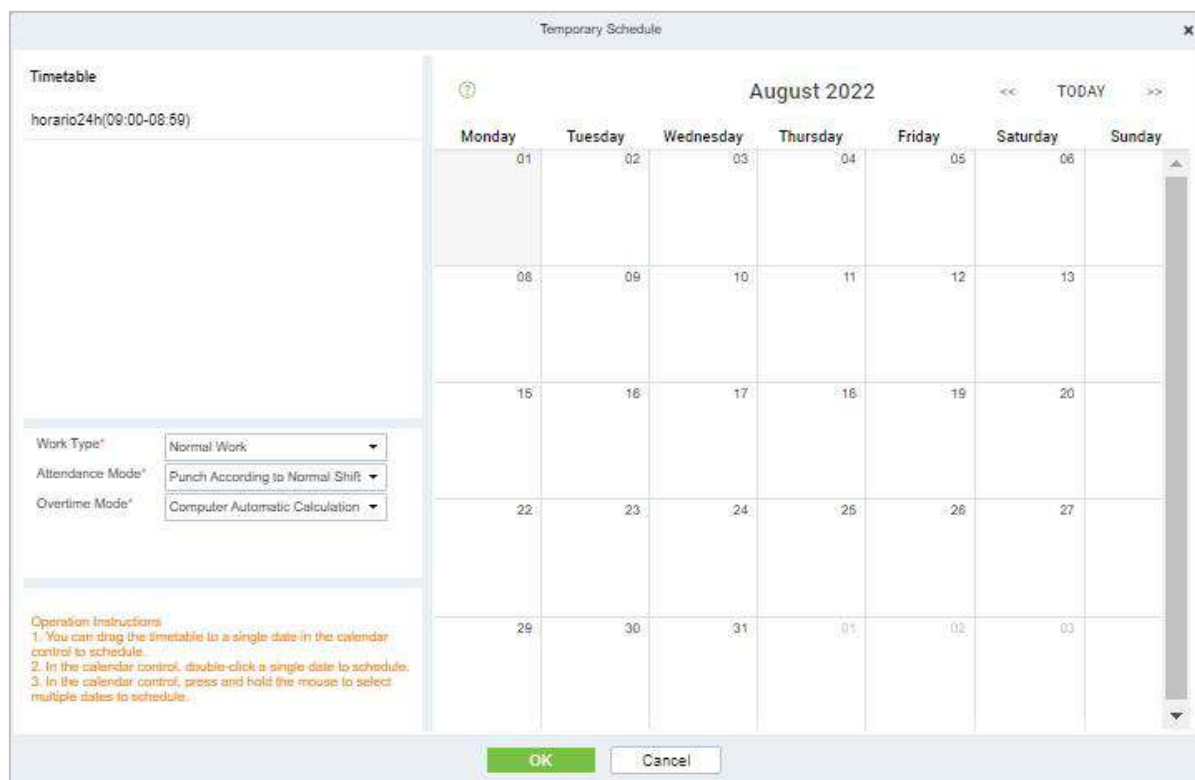 Temporary Schedule
Timetable
horario24h(09:00-08:59)
Work Type* Normal Work
Attendance Mode* Punch According to Normal Shift
Overtime Mode* Computer Automatic Calculation
Operation Instructions
1. You can drag the timetable to a single date in the calendar
control to schedule.
2. In the calendar control, double-click a single date to schedule.
3. In the calendar control, press and hold the mouse to select
multiple dates to schedule.
August 2022 << TODAY >>
Monday Tuesday Wednesday Thursday Friday Saturday Sunday
01 02 03 04 05 06
08 09 10 11 12 13
15 16 17 18 19 20
22 23 24 25 26 27
29 30 31 01 02 03
OK Cancel